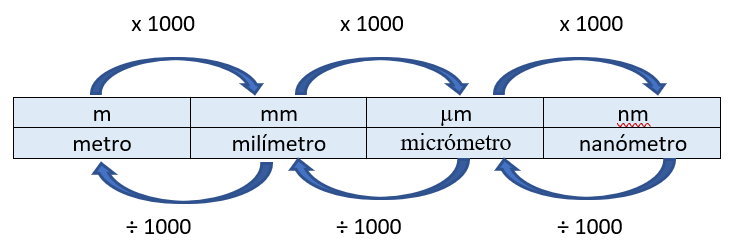 x 1000 x 1000 x 1000
m mm μm nm
metro milímetro micrómetro nanómetro
÷ 1000 ÷ 1000 ÷ 1000